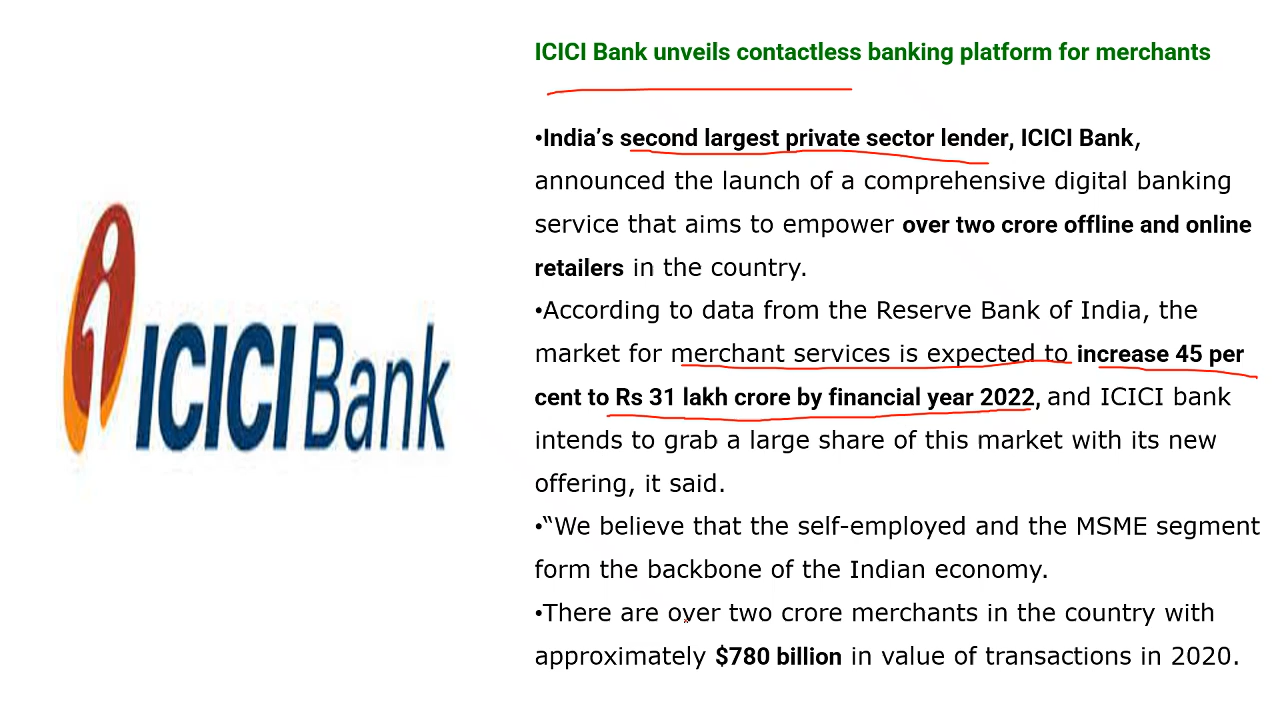 ICICI Bank unveils contactless banking platform for merchants
ICICI Bank
•India’s second largest private sector lender, ICICI Bank,
announced the launch of a comprehensive digital banking
service that aims to empower over two crore offline and online
retailers in the country.
•According to data from the Reserve Bank of India, the
market for merchant services is expected to increase 45 per
cent to Rs 31 lakh crore by financial year 2022, and ICICI bank
intends to grab a large share of this market with its new
offering, it said.
•“We believe that the self-employed and the MSME segment
form the backbone of the Indian economy.
•There are over two crore merchants in the country with
approximately $780 billion in value of transactions in 2020.